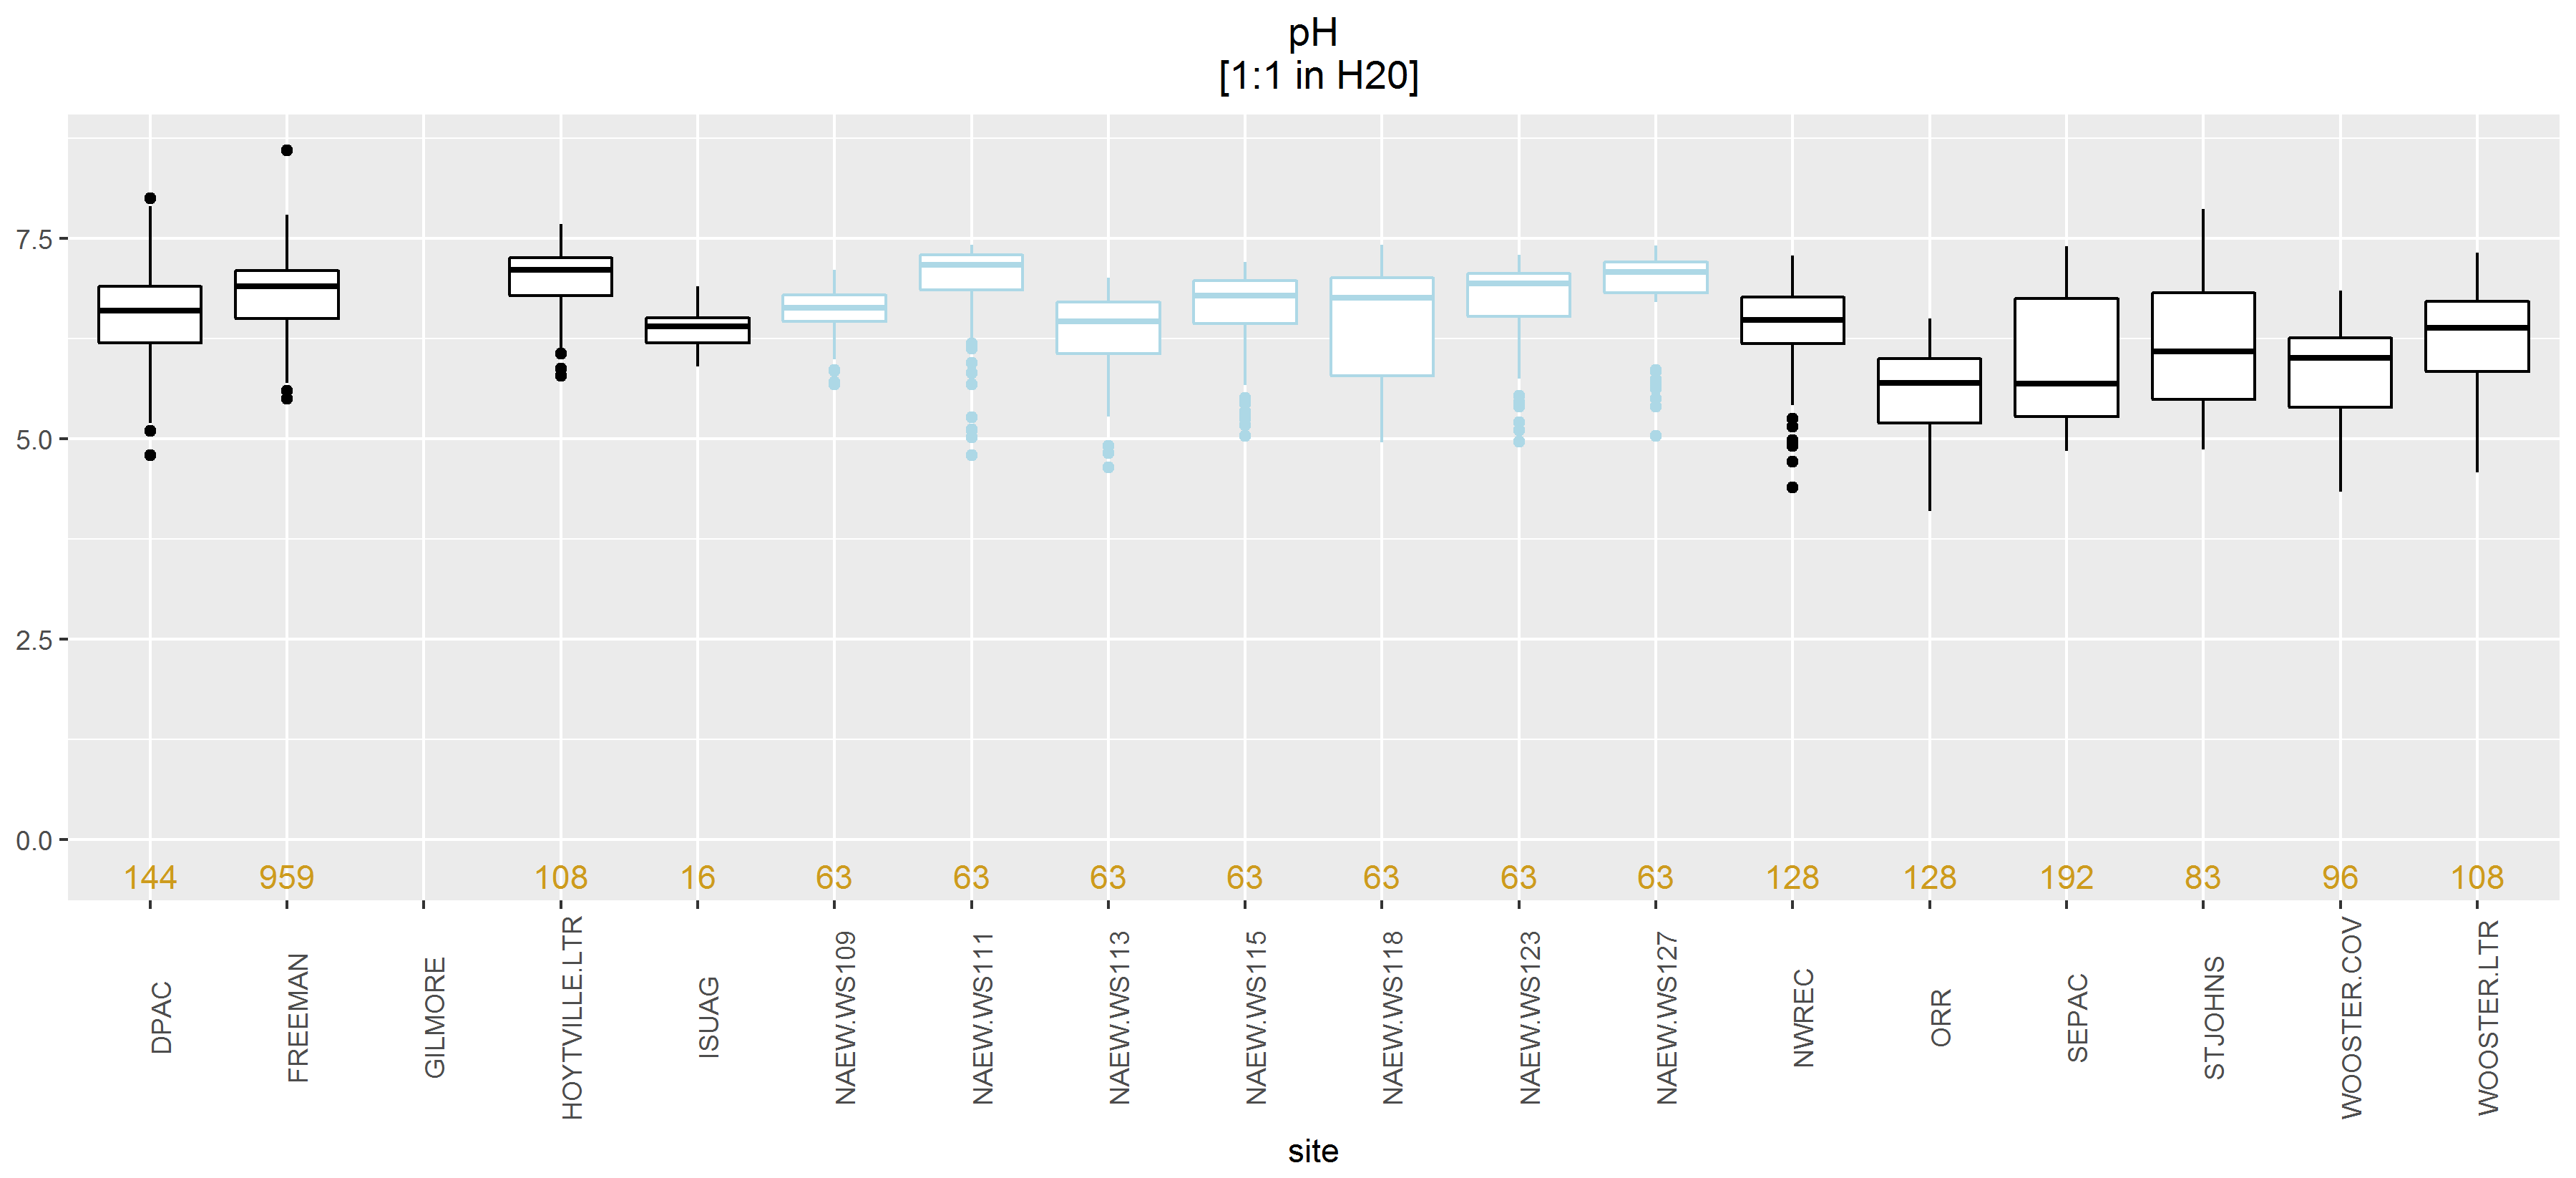 pH
[1:1 in H20]
7.5
5.0
2.5
0.0
144 959 108 16 63 63 63 63 63 63 63 128 128 192 83 96 108
DPAC
FREEMAN
GILMORE
HOYTVILLE.LTR
ISUAG
NAEW.WS109
NAEW.WS111
NAEW.WS113
NAEW.WS115
NAEW.WS118
NAEW.WS123
NAEW.WS127
NWREC
ORR
SEPAC
STJOHNS
WOOSTER.COV
WOOSTER.LTR
site